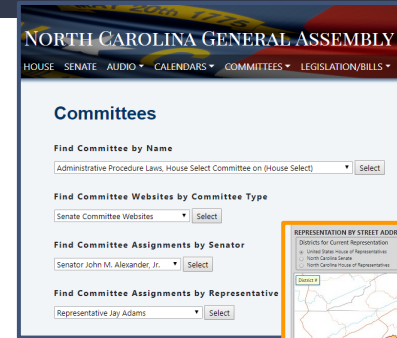 May 20th 1775
NORTH CAROLINA GENERAL ASSEMBLY
HOUSE SENATE AUDIO CALENDARS COMMITTEES LEGISLATION/BILLS
Committees
Find Committee by Name
Administrative Procedure Laws, House Select Committee on (House Select) Select
Find Committee Websites by Committee Type
Senate Committee Websites Select
Find Committee Assignments by Senator
Senator John M. Alexander, Jr. Select
Find Committee Assignments by Representative
Representative Jay Adams Select
REPRESENTATION BY STREET ADDR
Districts for Current Representation
United States House of Representatives
North Carolina Senate
North Carolina House of Representatives
District #